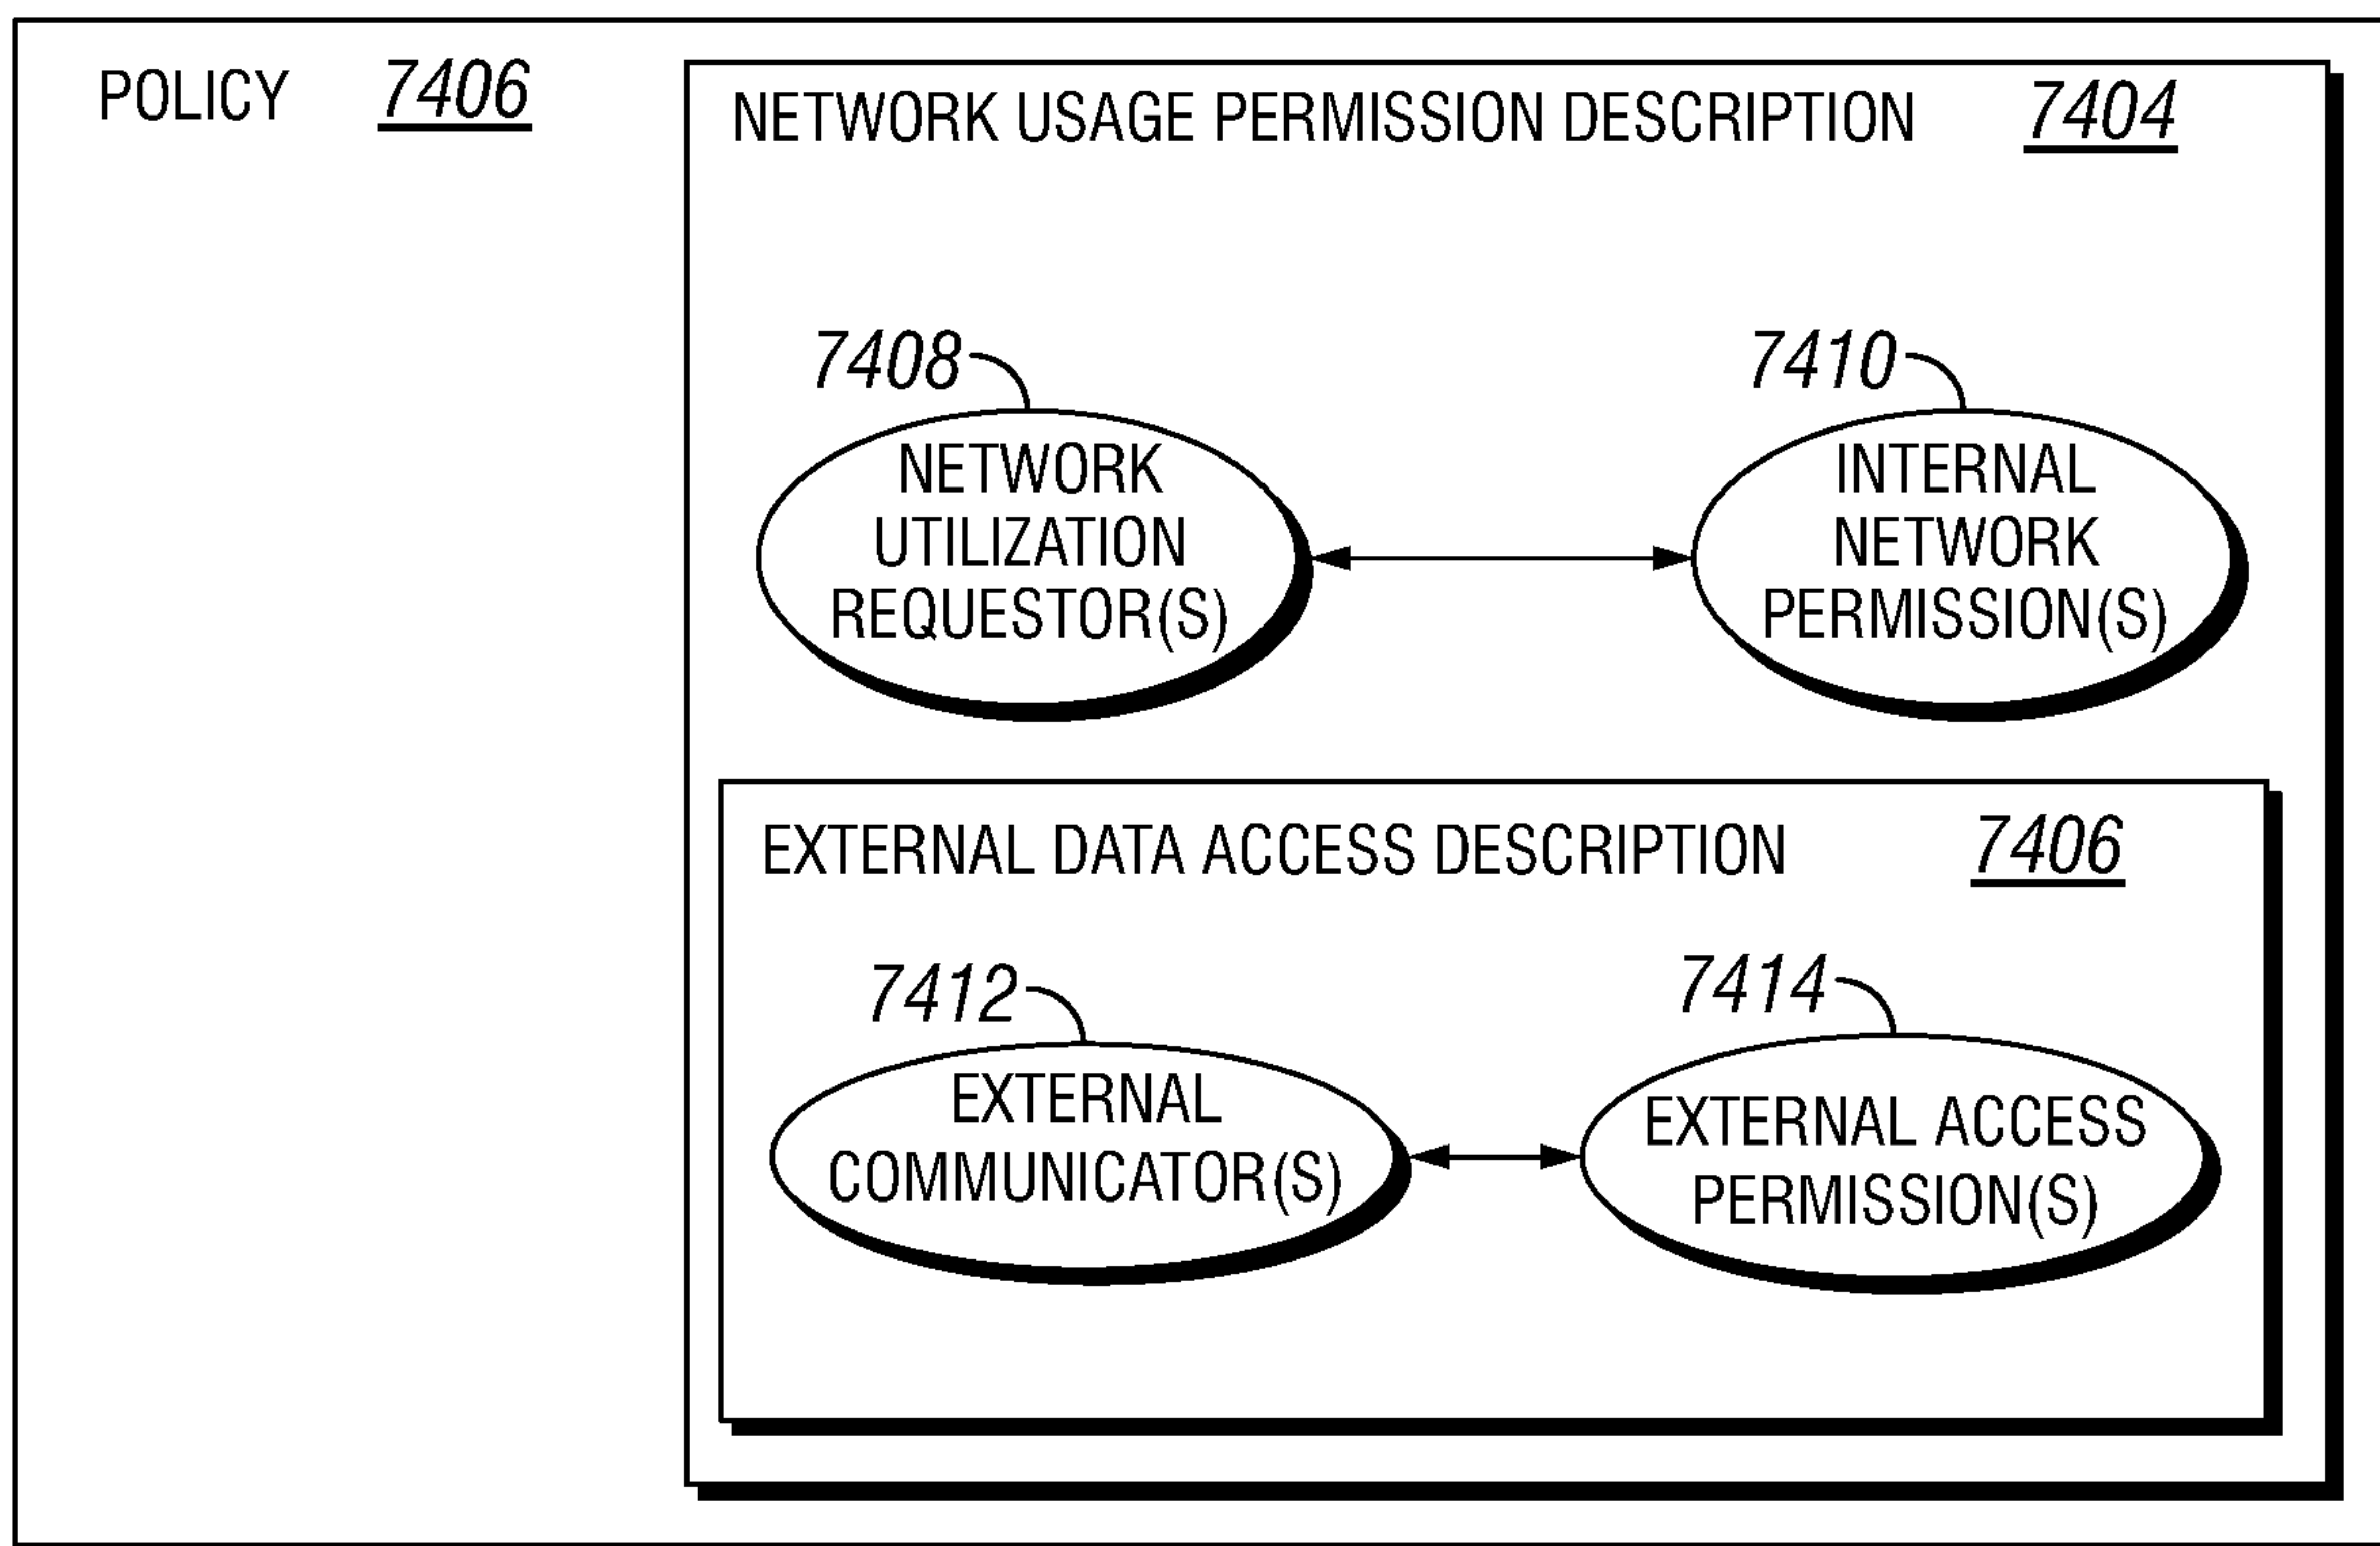 POLICY 7406
NETWORK USAGE PERMISSION DESCRIPTION 7404
7408
NETWORK
UTILIZATION
REQUESTOR(S)
7410
INTERNAL
NETWORK
PERMISSION(S)
EXTERNAL DATA ACCESS DESCRIPTION 7406
7412
EXTERNAL
COMMUNICATOR(S)
7414
EXTERNAL ACCESS
PERMISSION(S)